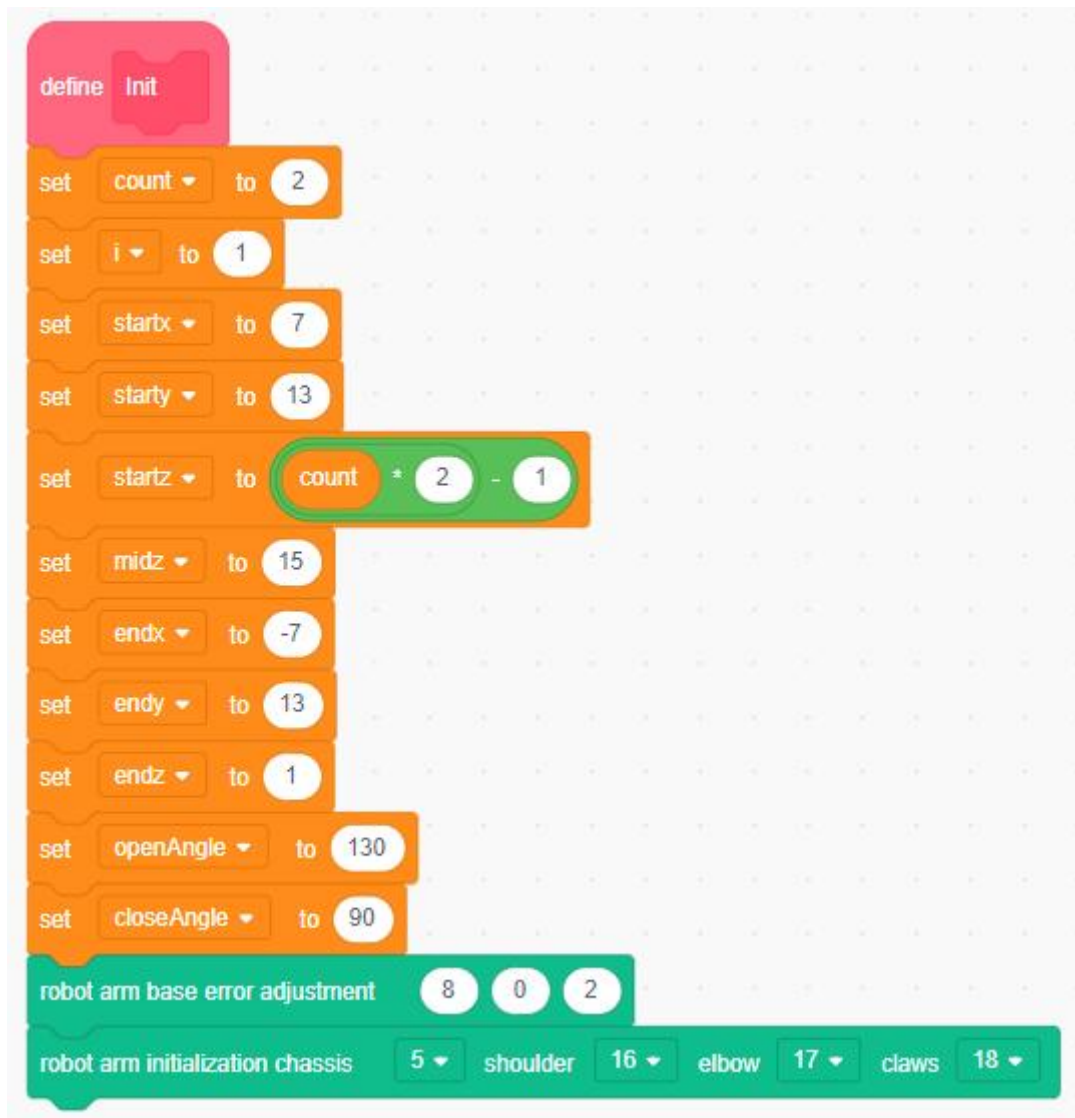 define Init
set count to 2
set i to 1
set startx to 7
set starty to 13
set startz to count * 2 - 1
set midz to 15
set endx to -7
set endy to 13
set endz to 1
set openAngle to 130
set closeAngle to 90
robot arm base error adjustment 8 0 2
robot arm initialization chassis 5 shoulder 16 elbow 17 claws 18